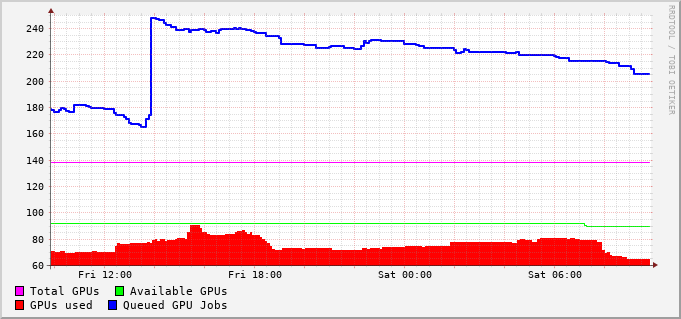 RRDTOOL / TOBI OETIKER
240
220
200
180
160
140
120
100
80
60
Fri 12:00 Fri 18:00 Sat 00:00 Sat 06:00
Total GPUs Available GPUs
GPUs used Queued GPU Jobs